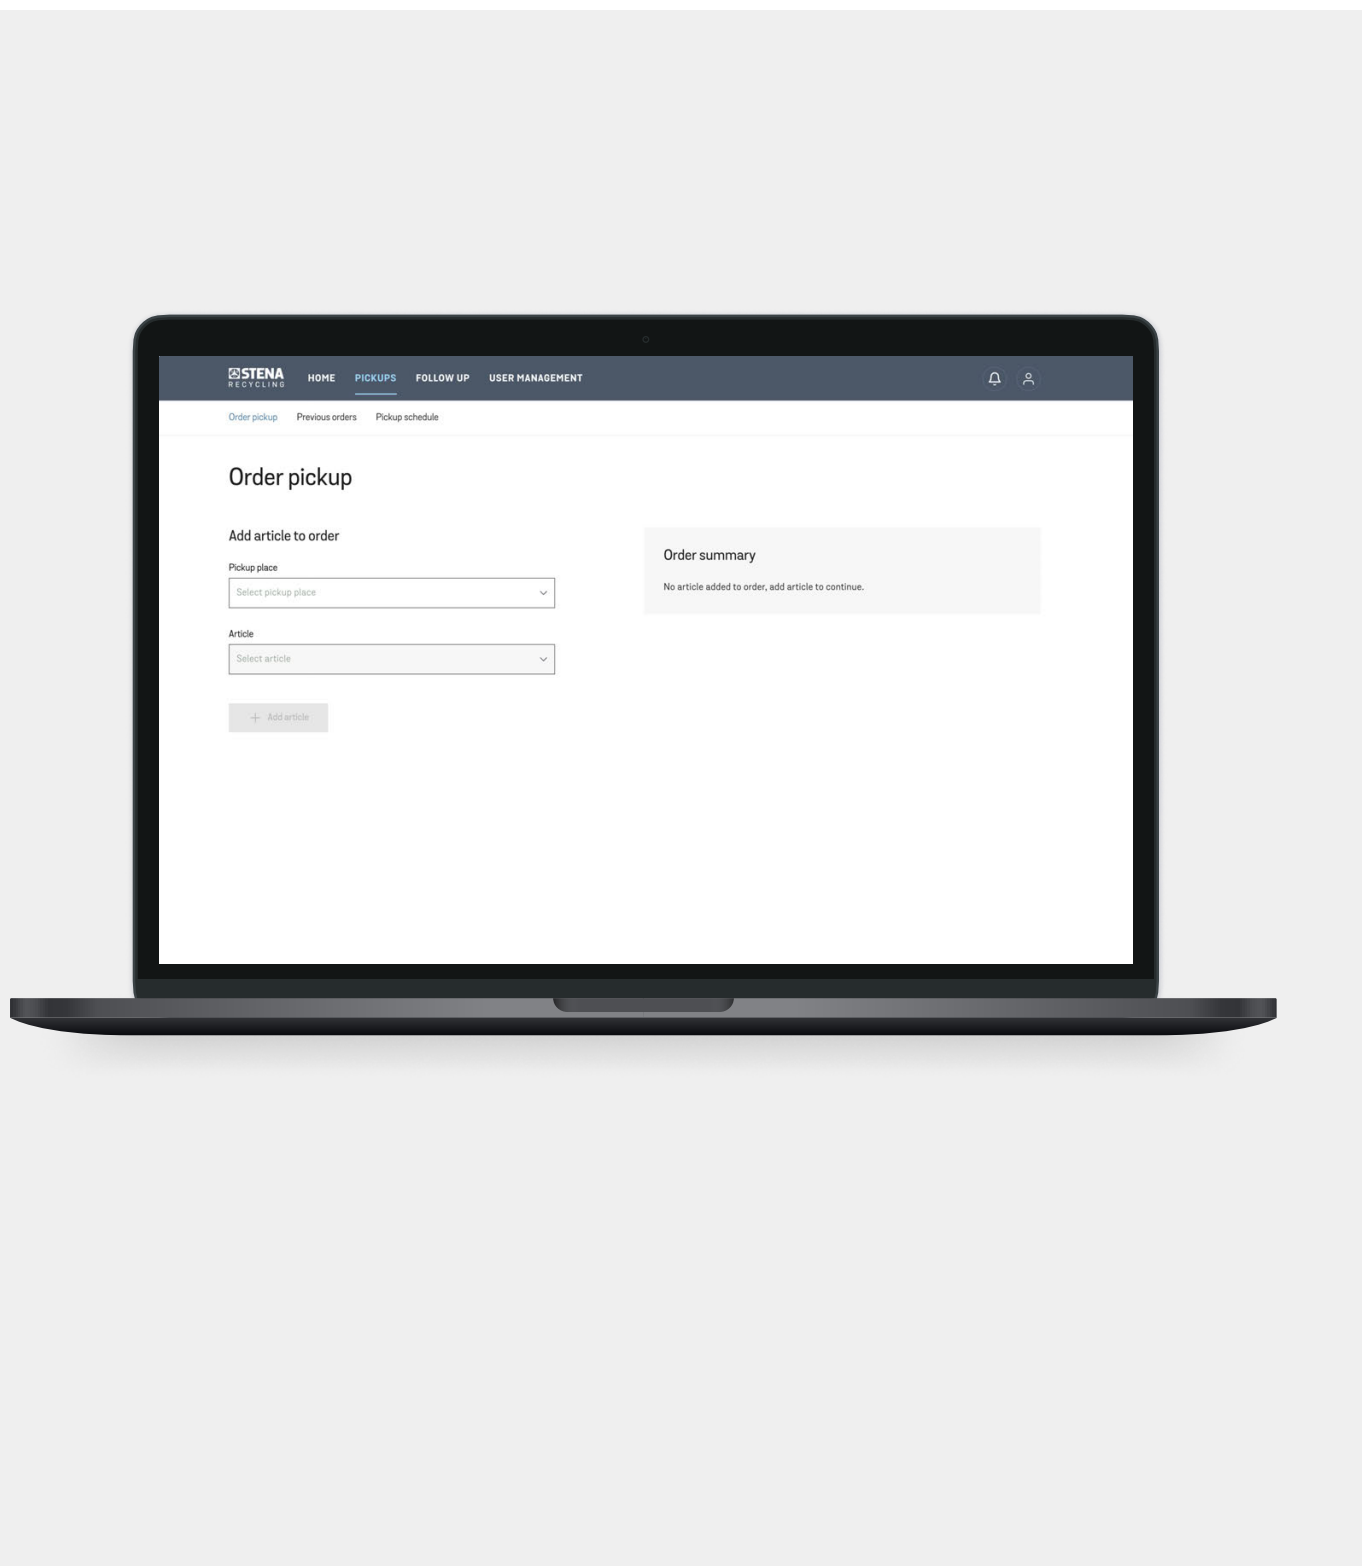 STENA
RECYCLING
HOME PICKUPS FOLLOW UP USER MANAGEMENT
Order pickup Previous orders Pickup schedule
Order pickup
Add article to order
Pickup place
Select pickup place
Article
Select article
Add article
Order summary
No article added to order, add article to continue.